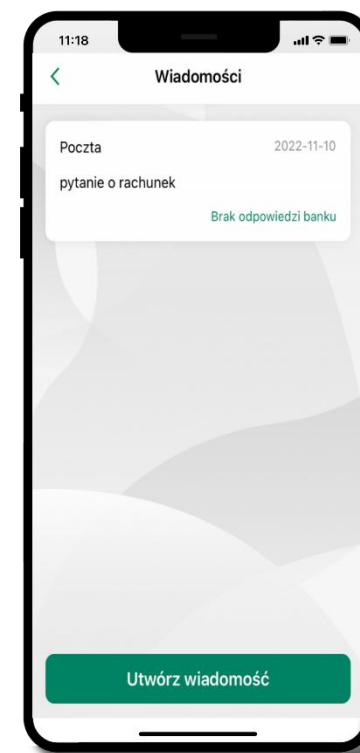 11:18
Wiadomości
Poczta 2022-11-10
pytanie o rachunek
Brak odpowiedzi banku
Utwórz wiadomość